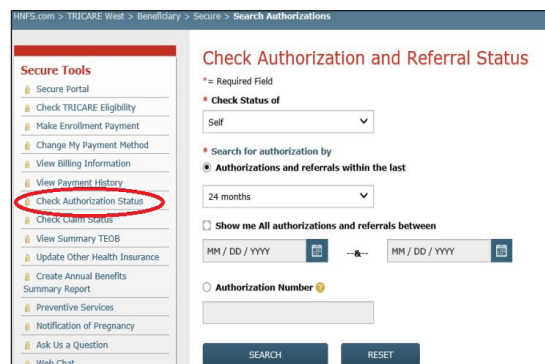 HNFS.com > TRICARE West > Beneficiary > Secure > Search Authorizations
Secure Tools
Secure Portal
Check TRICARE Eligibility
Make Enrollment Payment
Change My Payment Method
View Billing Information
View Payment History
Check Authorization Status
Check Claim Status
View Summary TEOB
Update Other Health Insurance
Create Annual Benefits
Summary Report
Preventive Services
Notification of Pregnancy
Ask Us a Question
Web Chat
Check Authorization and Referral Status
*= Required Field
* Check Status of
Self
* Search for authorization by
Authorizations and referrals within the last
24 months
Show me All authorizations and referrals between
MM / DD / YYYY --&-- MM / DD / YYYY
Authorization Number ?
SEARCH RESET